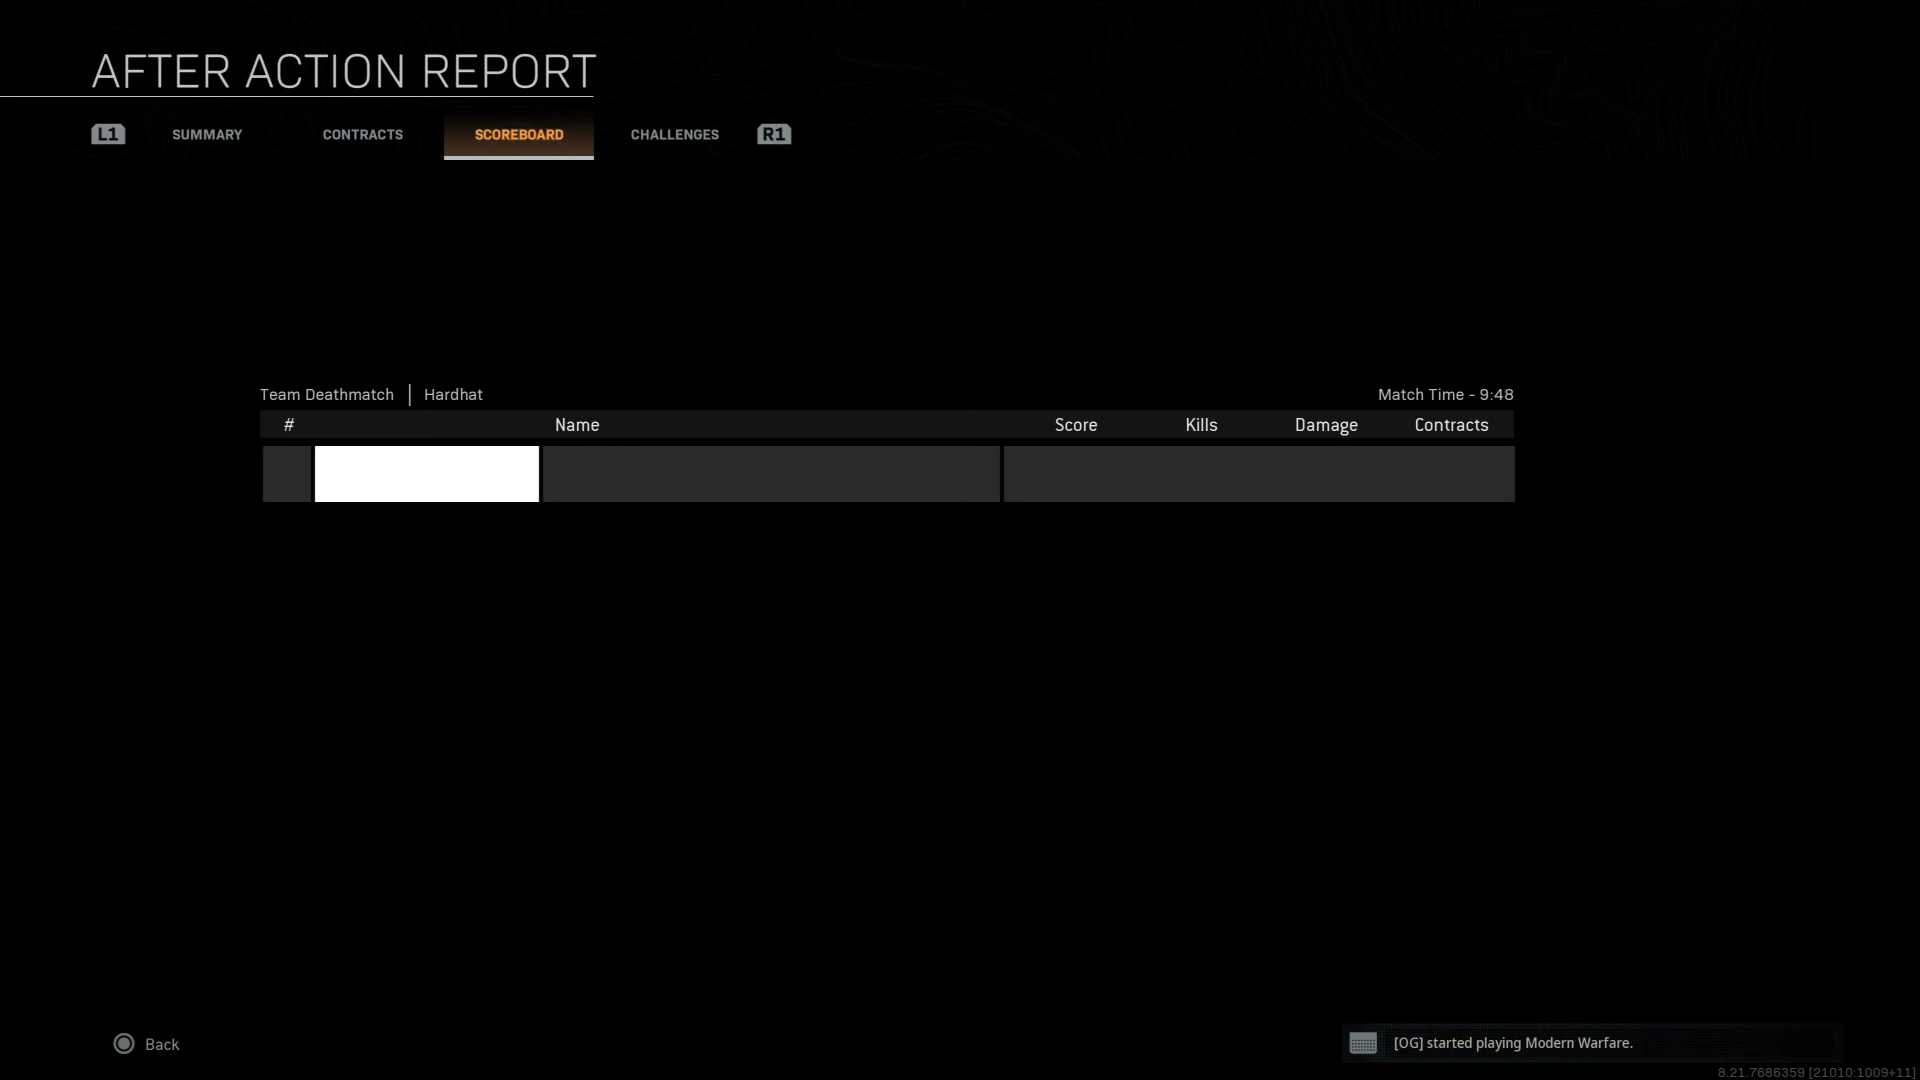 AFTER ACTION REPORT
L1 SUMMARY CONTRACTS SCOREBOARD CHALLENGES R1
Team Deathmatch | Hardhat Match Time - 9:48
# Name Score Kills Damage Contracts
Back
[OG] started playing Modern Warfare.
8.21.7686359 [21010:1009+11]